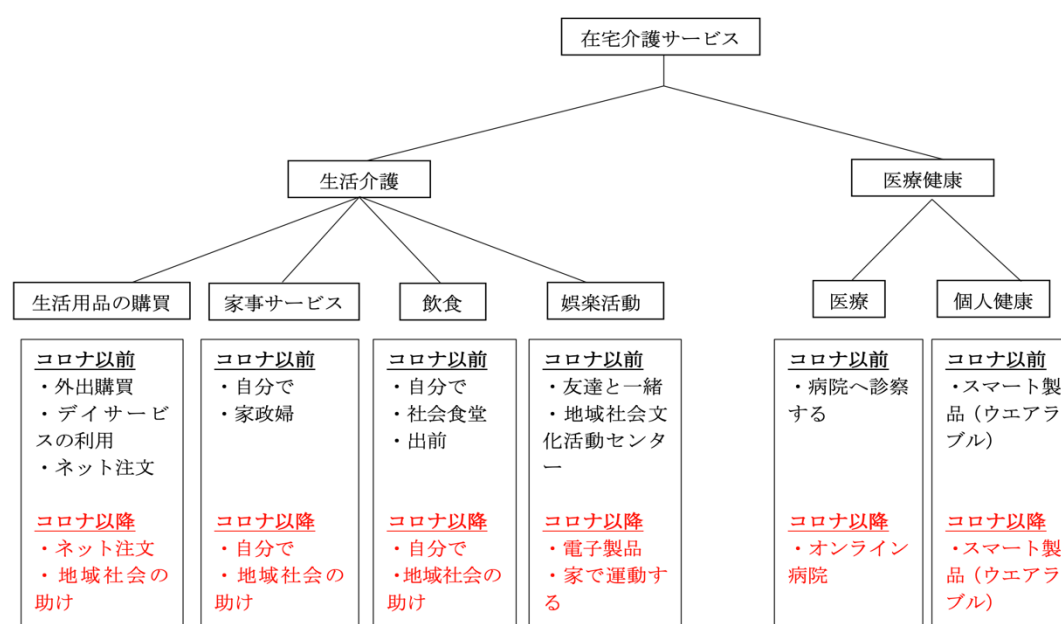 在宅介護サービス
生活介護
医療健康
生活用品の購買
家事サービス
飲食
娯楽活動
医療
個人健康
コロナ以前
・外出購買
・デイサービ
スの利用
・ネット注文
コロナ以降
・ネット注文
・地域社会の
助け
コロナ以前
・自分で
・家政婦
コロナ以降
・自分で
・地域社会の
助け
コロナ以前
・自分で
・社会食堂
・出前
コロナ以降
・自分で
・地域社会の
助け
コロナ以前
・友達と一緒
・地域社会文
化活動センタ
ー
コロナ以降
・電子製品
・家で運動す
る
コロナ以前
・病院へ診察
する
コロナ以降
・オンライン
病院
コロナ以前
・スマート製
品（ウエアラ
ブル）
コロナ以降
・スマート製
品（ウエアラ
ブル）